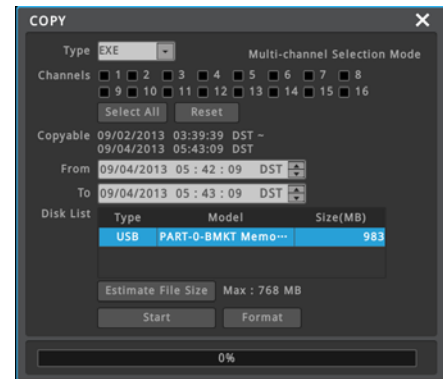 COPY
Type EXE Multi-channel Selection Mode
Channels 1 2 3 4 5 6 7 8
9 10 11 12 13 14 15 16
Select All Reset
Copyable 09/02/2013 03:39:39 DST ~
09/04/2013 05:43:09 DST
From 09/04/2013 05 : 42 : 09 DST
To 09/04/2013 05 : 43 : 09 DST
Disk List Type Model Size(MB)
USB PART-0-BMKT Memo··· 983
Estimate File Size Max : 768 MB
Start Format
0%